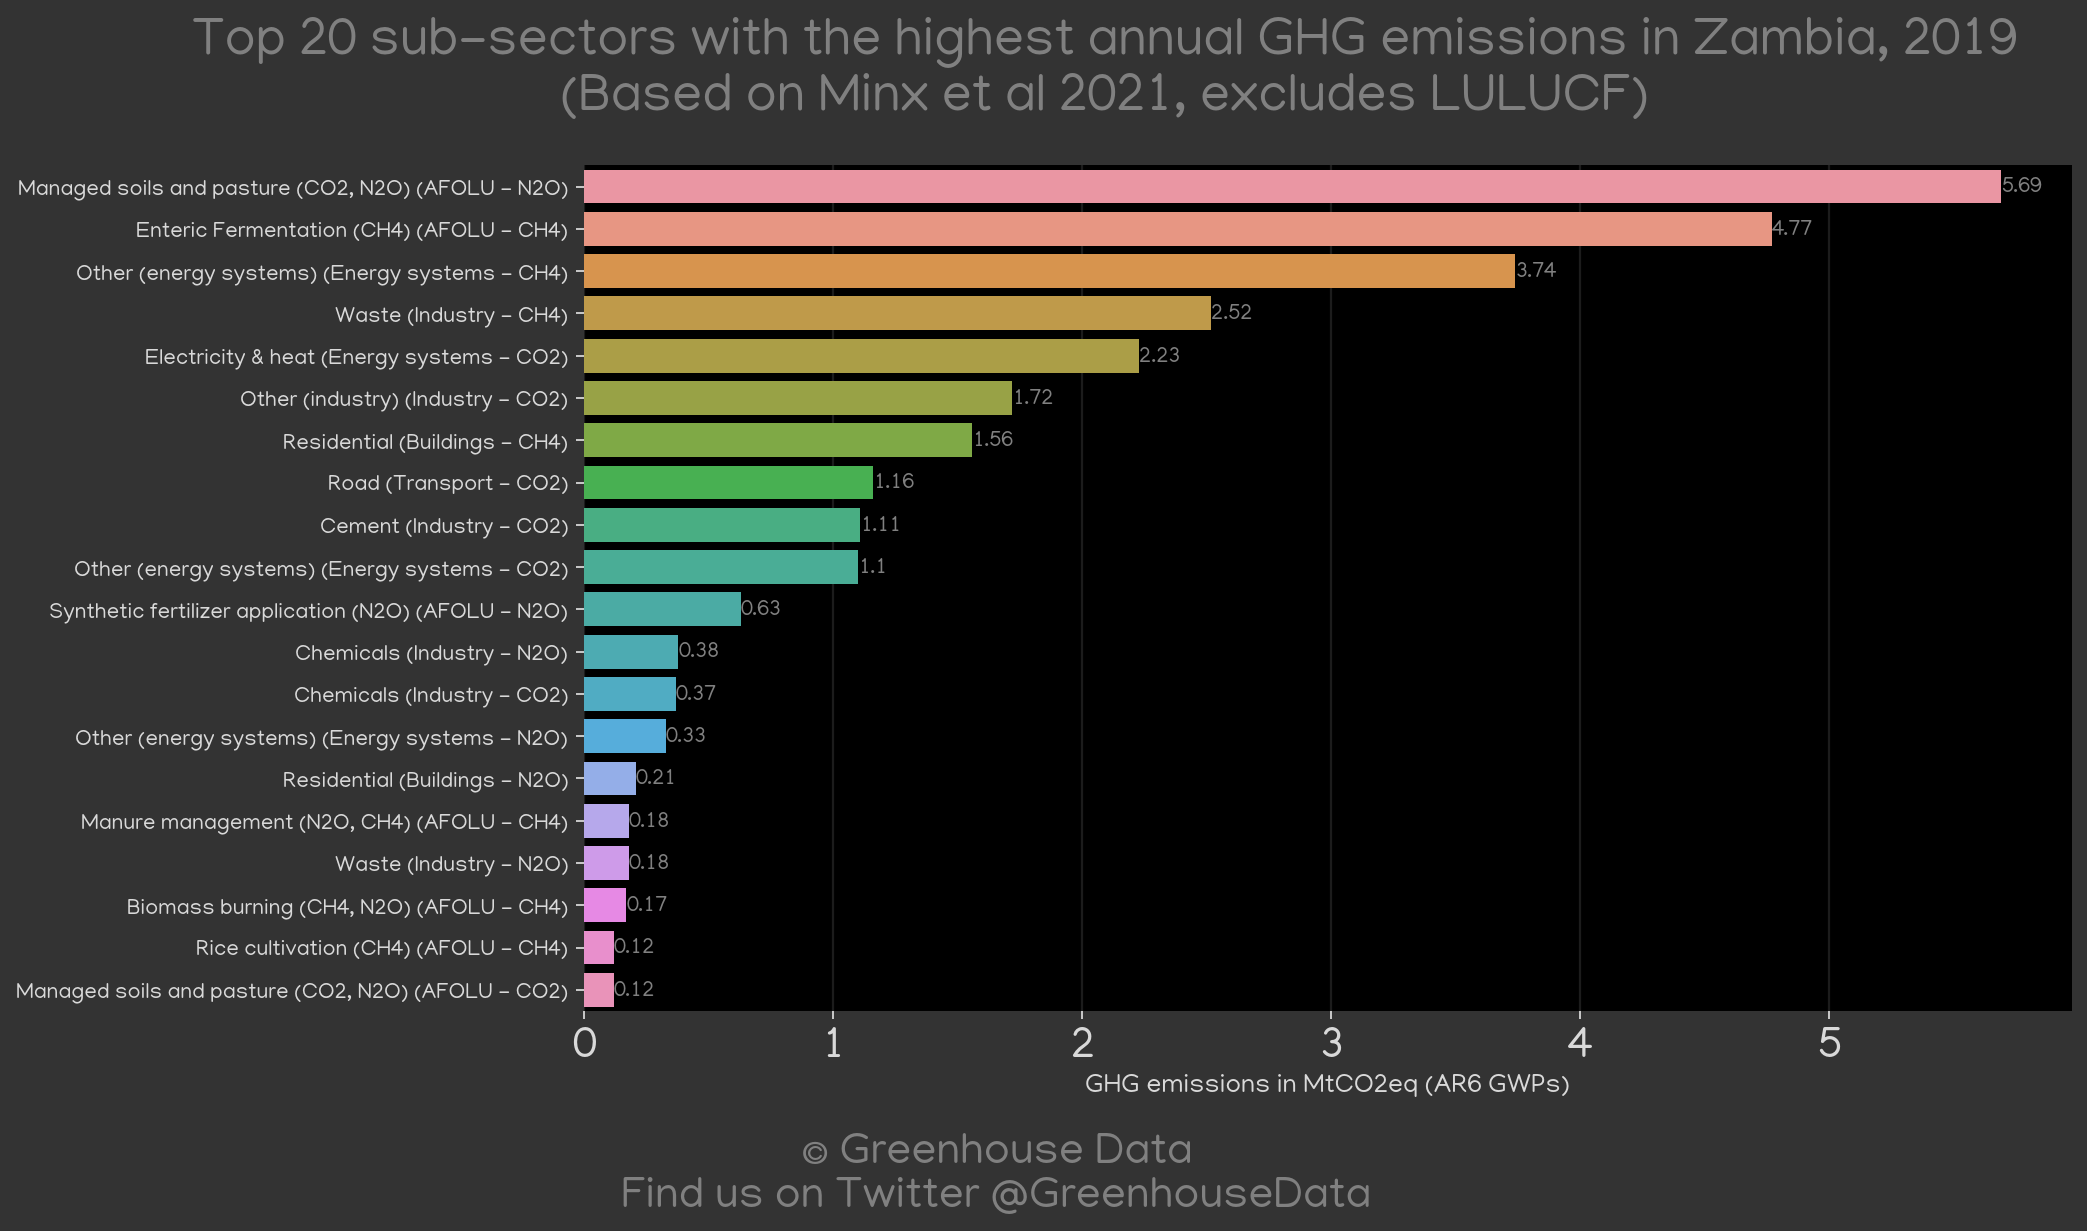 Top 20 sub-sectors with the highest annual GHG emissions in Zambia, 2019
(Based on Minx et al 2021, excludes LULUCF)
Managed soils and pasture (CO2, N2O) (AFOLU - N2O) 5.69
Enteric Fermentation (CH4) (AFOLU - CH4) 4.77
Other (energy systems) (Energy systems - CH4) 3.74
Waste (Industry - CH4) 2.52
Electricity & heat (Energy systems - CO2) 2.23
Other (industry) (Industry - CO2) 1.72
Residential (Buildings - CH4) 1.56
Road (Transport - CO2) 1.16
Cement (Industry - CO2) 1.11
Other (energy systems) (Energy systems - CO2) 1.1
Synthetic fertilizer application (N2O) (AFOLU - N2O) 0.63
Chemicals (Industry - N2O) 0.38
Chemicals (Industry - CO2) 0.37
Other (energy systems) (Energy systems - N2O) 0.33
Residential (Buildings - N2O) 0.21
Manure management (N2O, CH4) (AFOLU - CH4) 0.18
Waste (Industry - N2O) 0.18
Biomass burning (CH4, N2O) (AFOLU - CH4) 0.17
Rice cultivation (CH4) (AFOLU - CH4) 0.12
Managed soils and pasture (CO2, N2O) (AFOLU - CO2) 0.12
0 1 2 3 4 5
GHG emissions in MtCO2eq (AR6 GWPs)
© Greenhouse Data
Find us on Twitter @GreenhouseData